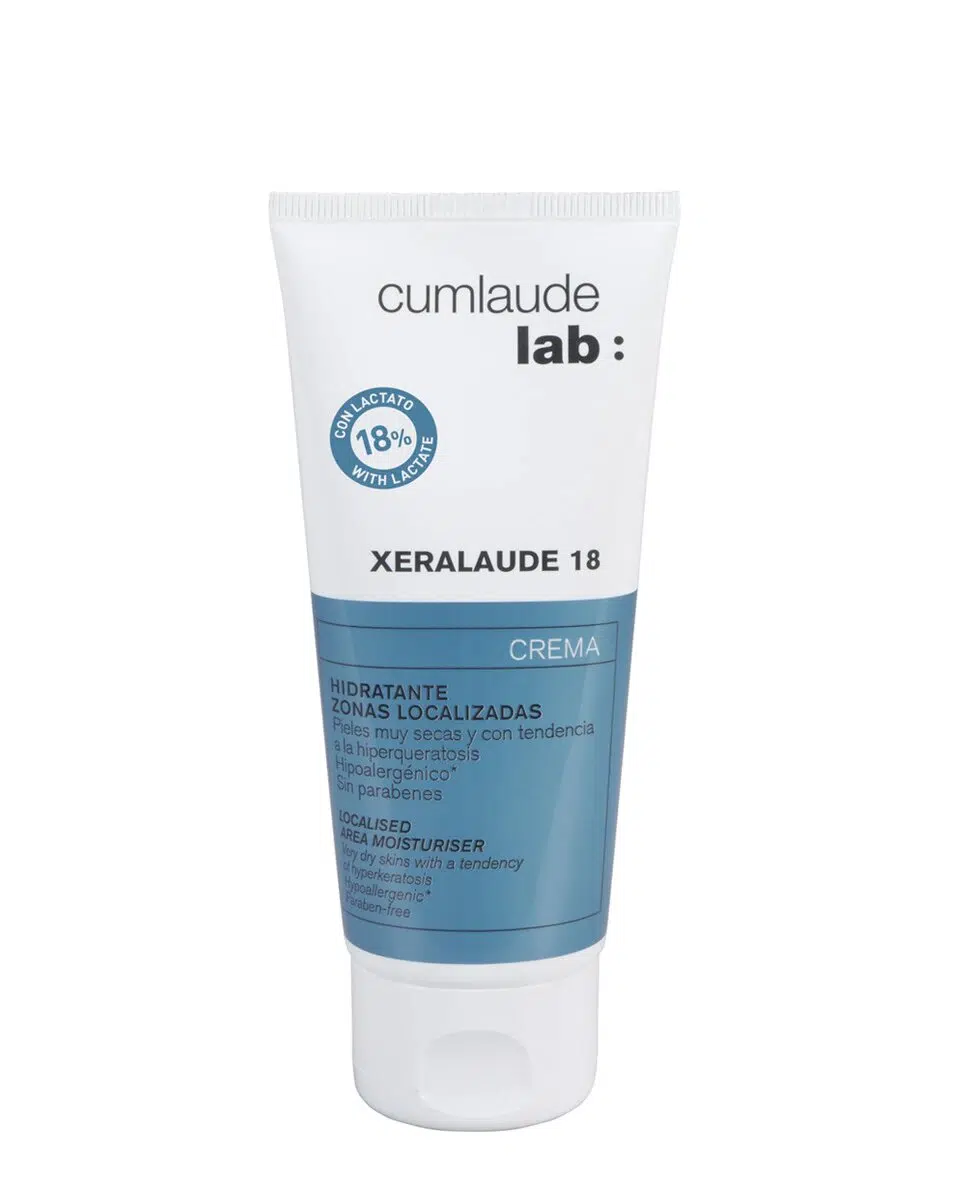 cumlaude
lab:
CON LACTATO
18%
WITH LACTATE
XERALAUDE 18
CREMA
HIDRATANTE
ZONAS LOCALIZADAS
Pieles muy secas y con tendencia
a la hiperqueratosis
Hipoalergénico*
Sin parabenes
LOCALISED
AREA MOISTURISER
Very dry skins with a tendency
of hyperkeratosis
Hypoallergenic*
Paraben-free